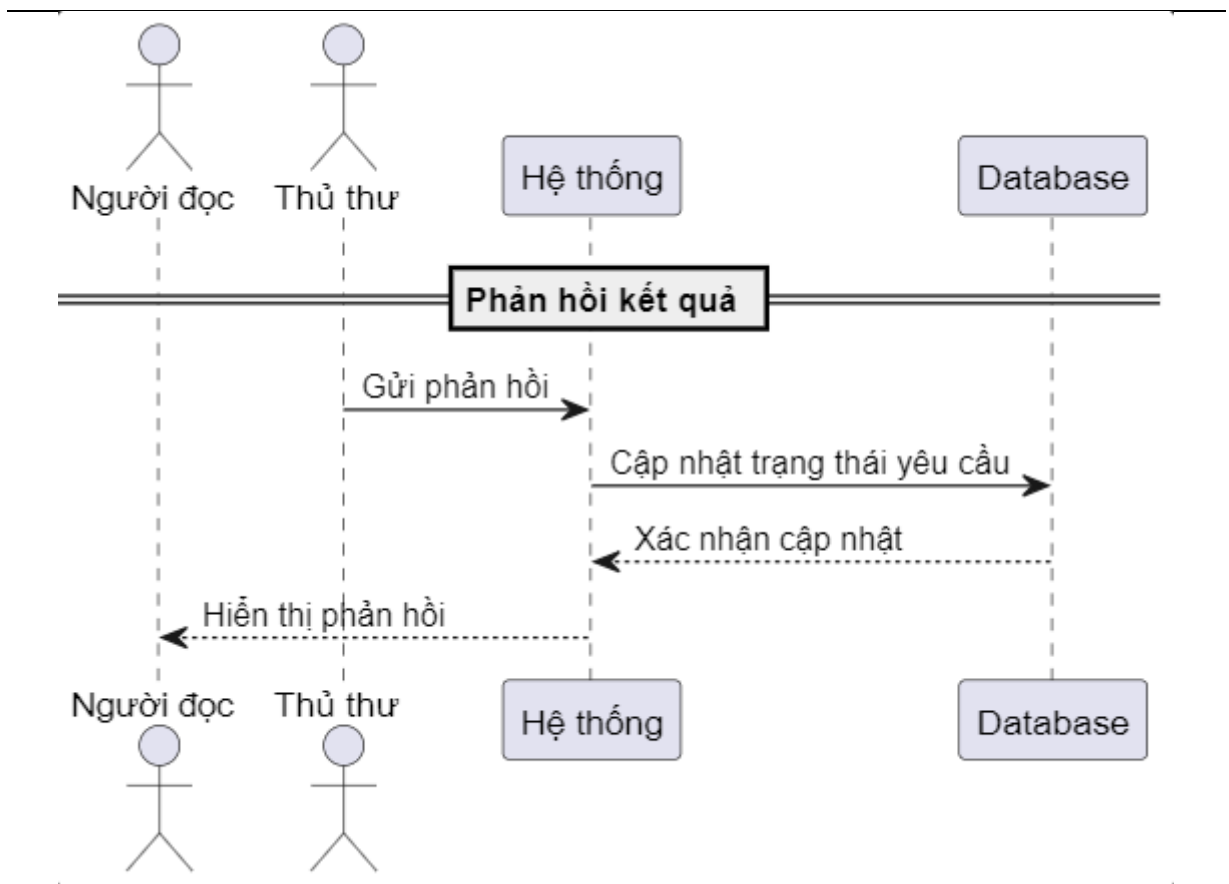 Người đọc
Thủ thư
Hệ thống
Database
Phản hồi kết quả
Gửi phản hồi
Cập nhật trạng thái yêu cầu
Xác nhận cập nhật
Hiển thị phản hồi
Người đọc
Thủ thư
Hệ thống
Database